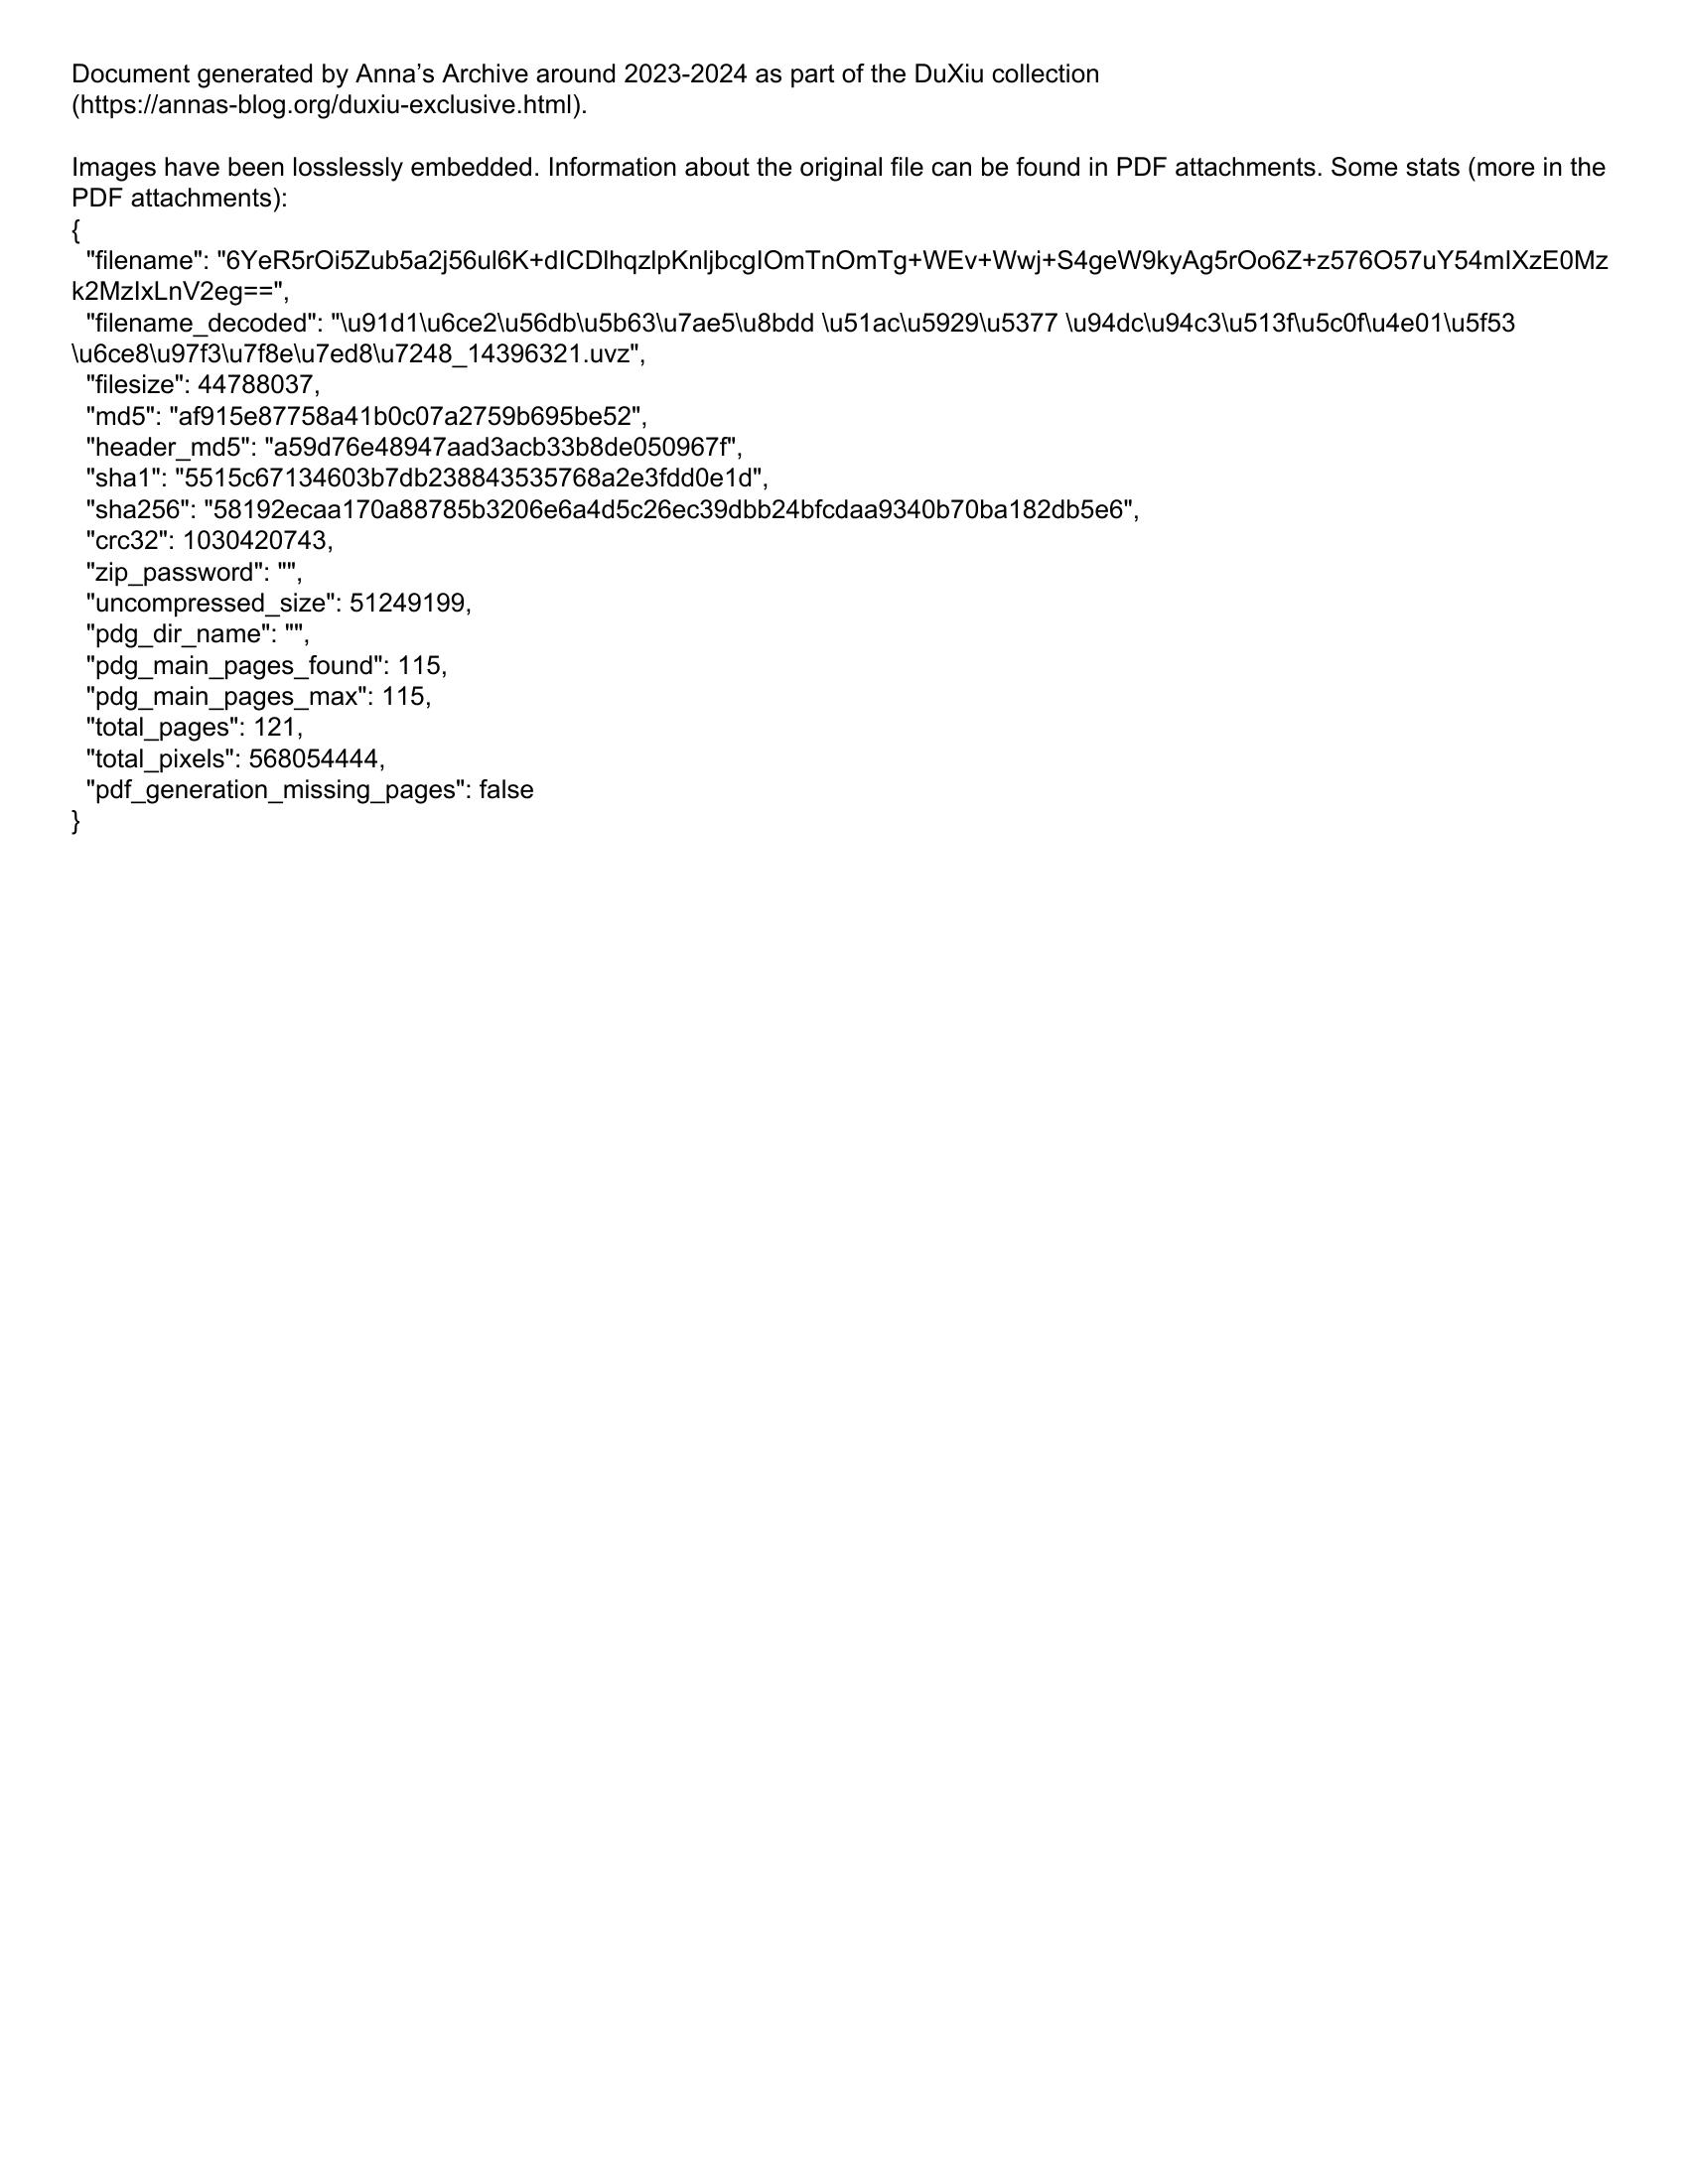 Document generated by Anna’s Archive around 2023-2024 as part of the DuXiu collection
(https://annas-blog.org/duxiu-exclusive.html).
Images have been losslessly embedded. Information about the original file can be found in PDF attachments. Some stats (more in the
PDF attachments):
{
"filename": "6YeR5rOi5Zub5a2j56ul6K+dICDlhqzlpKnljbcgIOmTnOmTg+WEv+Wwj+S4geW9kyAg5rOo6Z+z576O57uY54mIXzE0Mz
k2MzIxLnV2eg==",
"filename_decoded": "\u91d1\u6ce2\u56db\u5b63\u7ae5\u8bdd \u51ac\u5929\u5377 \u94dc\u94c3\u513f\u5c0f\u4e01\u5f53
\u6ce8\u97f3\u7f8e\u7ed8\u7248_14396321.uvz",
"filesize": 44788037,
"md5": "af915e87758a41b0c07a2759b695be52",
"header_md5": "a59d76e48947aad3acb33b8de050967f",
"sha1": "5515c67134603b7db238843535768a2e3fdd0e1d",
"sha256": "58192ecaa170a88785b3206e6a4d5c26ec39dbb24bfcdaa9340b70ba182db5e6",
"crc32": 1030420743,
"zip_password": "",
"uncompressed_size": 51249199,
"pdg_dir_name": "",
"pdg_main_pages_found": 115,
"pdg_main_pages_max": 115,
"total_pages": 121,
"total_pixels": 568054444,
"pdf_generation_missing_pages": false
}